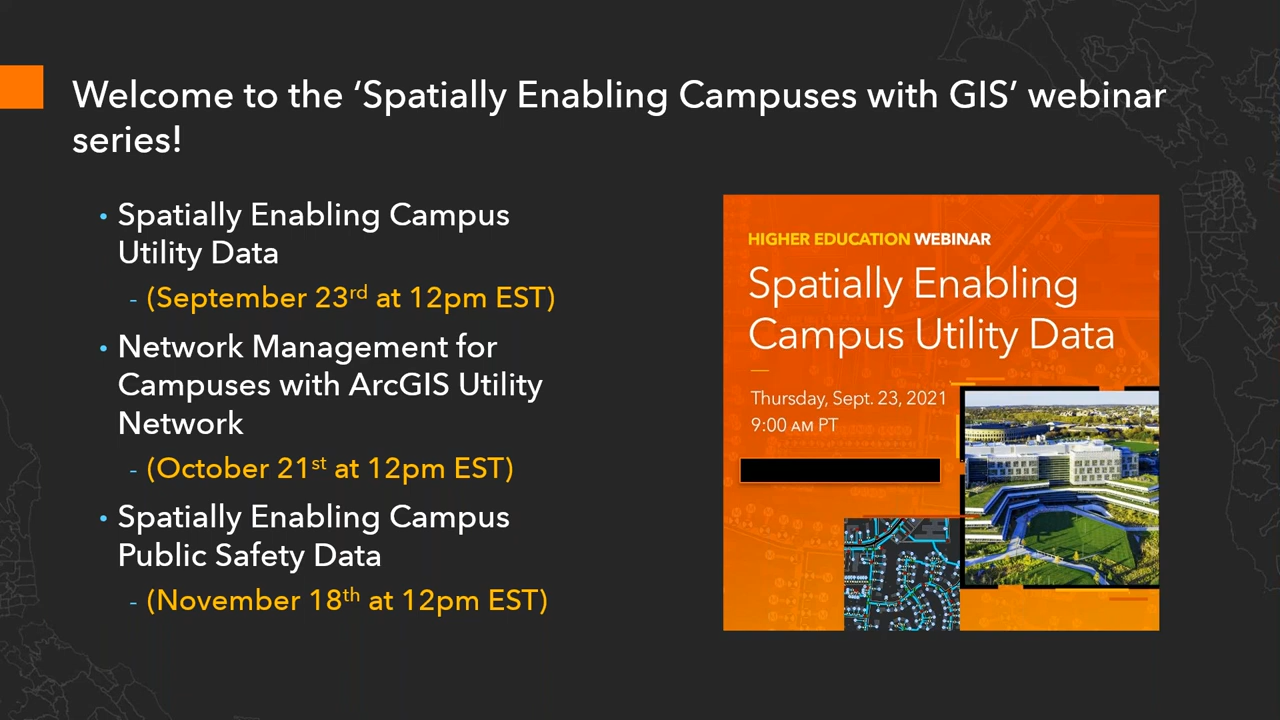 Welcome to the ‘Spatially Enabling Campuses with GIS’ webinar
series!
• Spatially Enabling Campus
Utility Data
- (September 23rd at 12pm EST)
• Network Management for
Campuses with ArcGIS Utility
Network
- (October 21st at 12pm EST)
• Spatially Enabling Campus
Public Safety Data
- (November 18th at 12pm EST)
HIGHER EDUCATION WEBINAR
Spatially Enabling
Campus Utility Data
Thursday, Sept. 23, 2021
9:00 AM PT